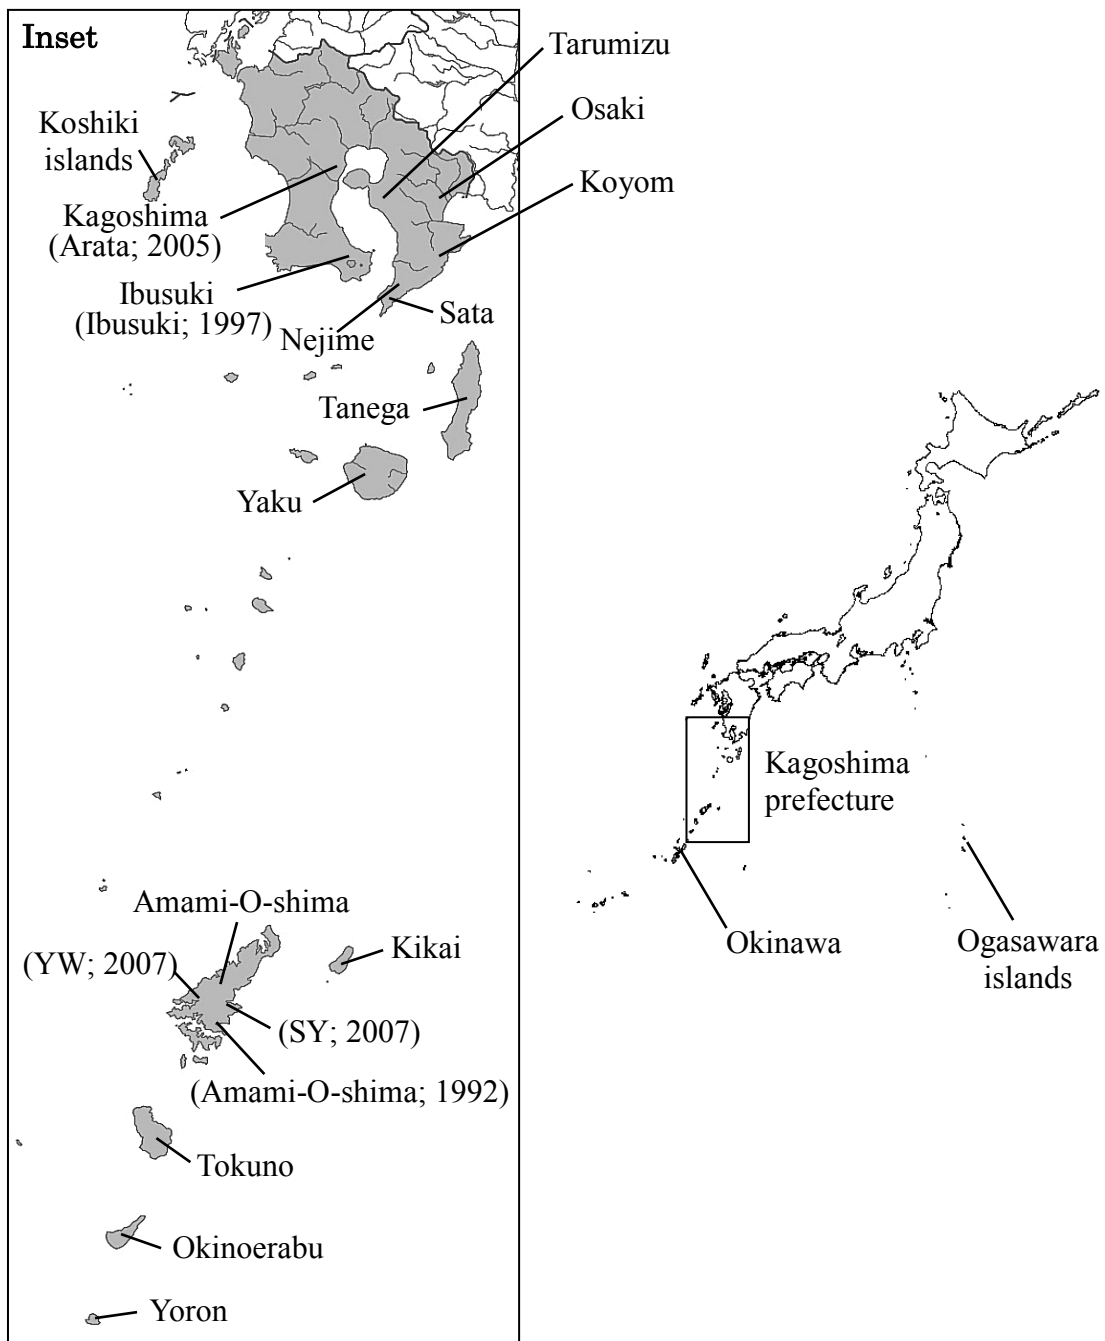 Inset
Tarumizu
Osaki
Koshiki
islands
Koyom
Kagoshima
(Arata; 2005)
Ibusuki
(Ibusuki; 1997)
Sata
Nejime
Tanega
Yaku
Kagoshima
prefecture
Amami-O-shima
Kikai
(YW; 2007)
(SY; 2007)
(Amami-O-shima; 1992)
Okinawa
Ogasawara
islands
Tokuno
Okinoerabu
Yoron